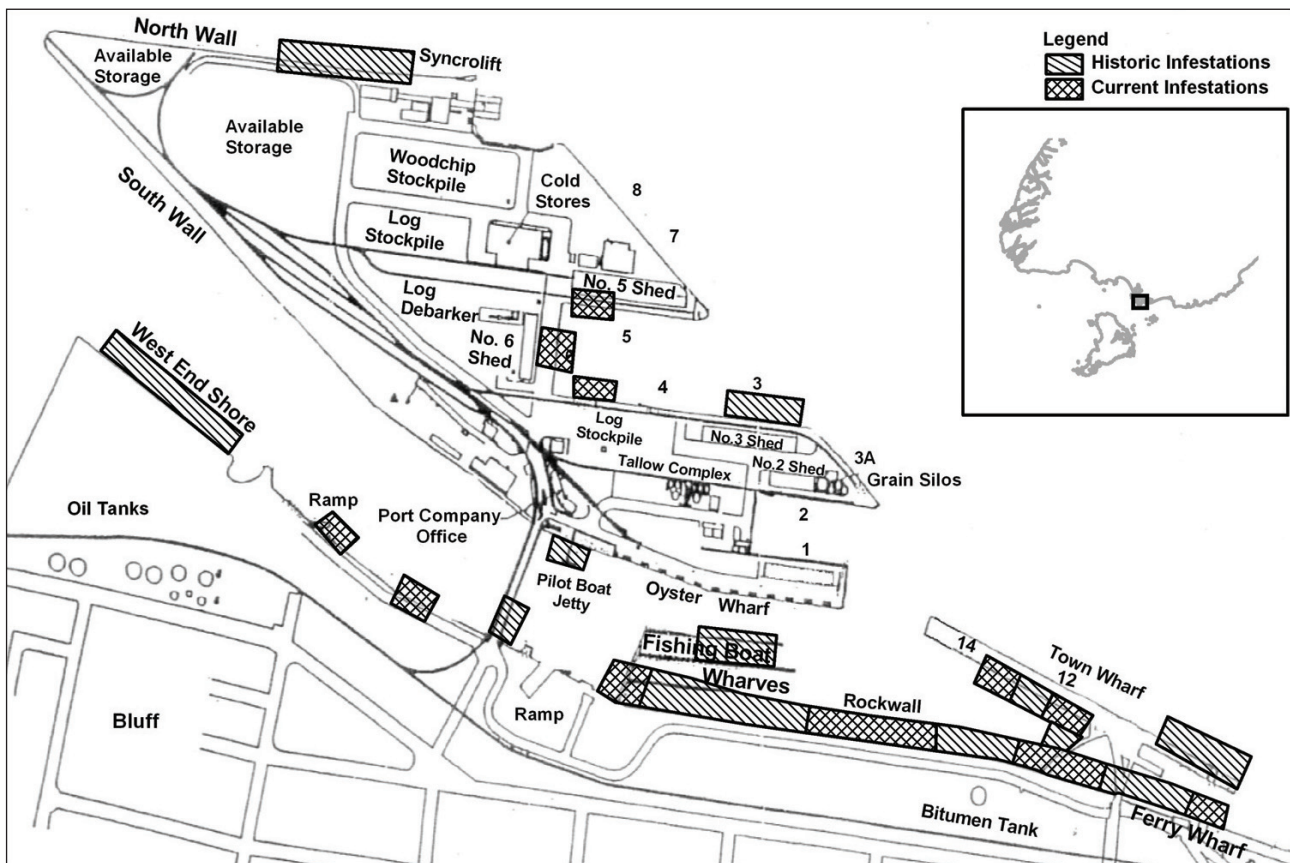 North Wall
Syncrolift
Available
Storage
Available
Storage
South Wall
Woodchip
Stockpile
Cold
Stores
8
7
Log
Stockpile
No. 5 Shed
Log
Debarker
No. 6
Shed
5
4
3
Log
Stockpile
No.3 Shed
No.2 Shed
3A
Grain Silos
Tallow Complex
2
1
West End Shore
Oil Tanks
Ramp
Port Company
Office
Pilot Boat
Jetty
Oyster Wharf
Fishing Boat
Wharves
Rockwall
14
12
Town Wharf
Ramp
Bluff
Bitumen Tank
Ferry Wharf
Legend
Historic Infestations
Current Infestations